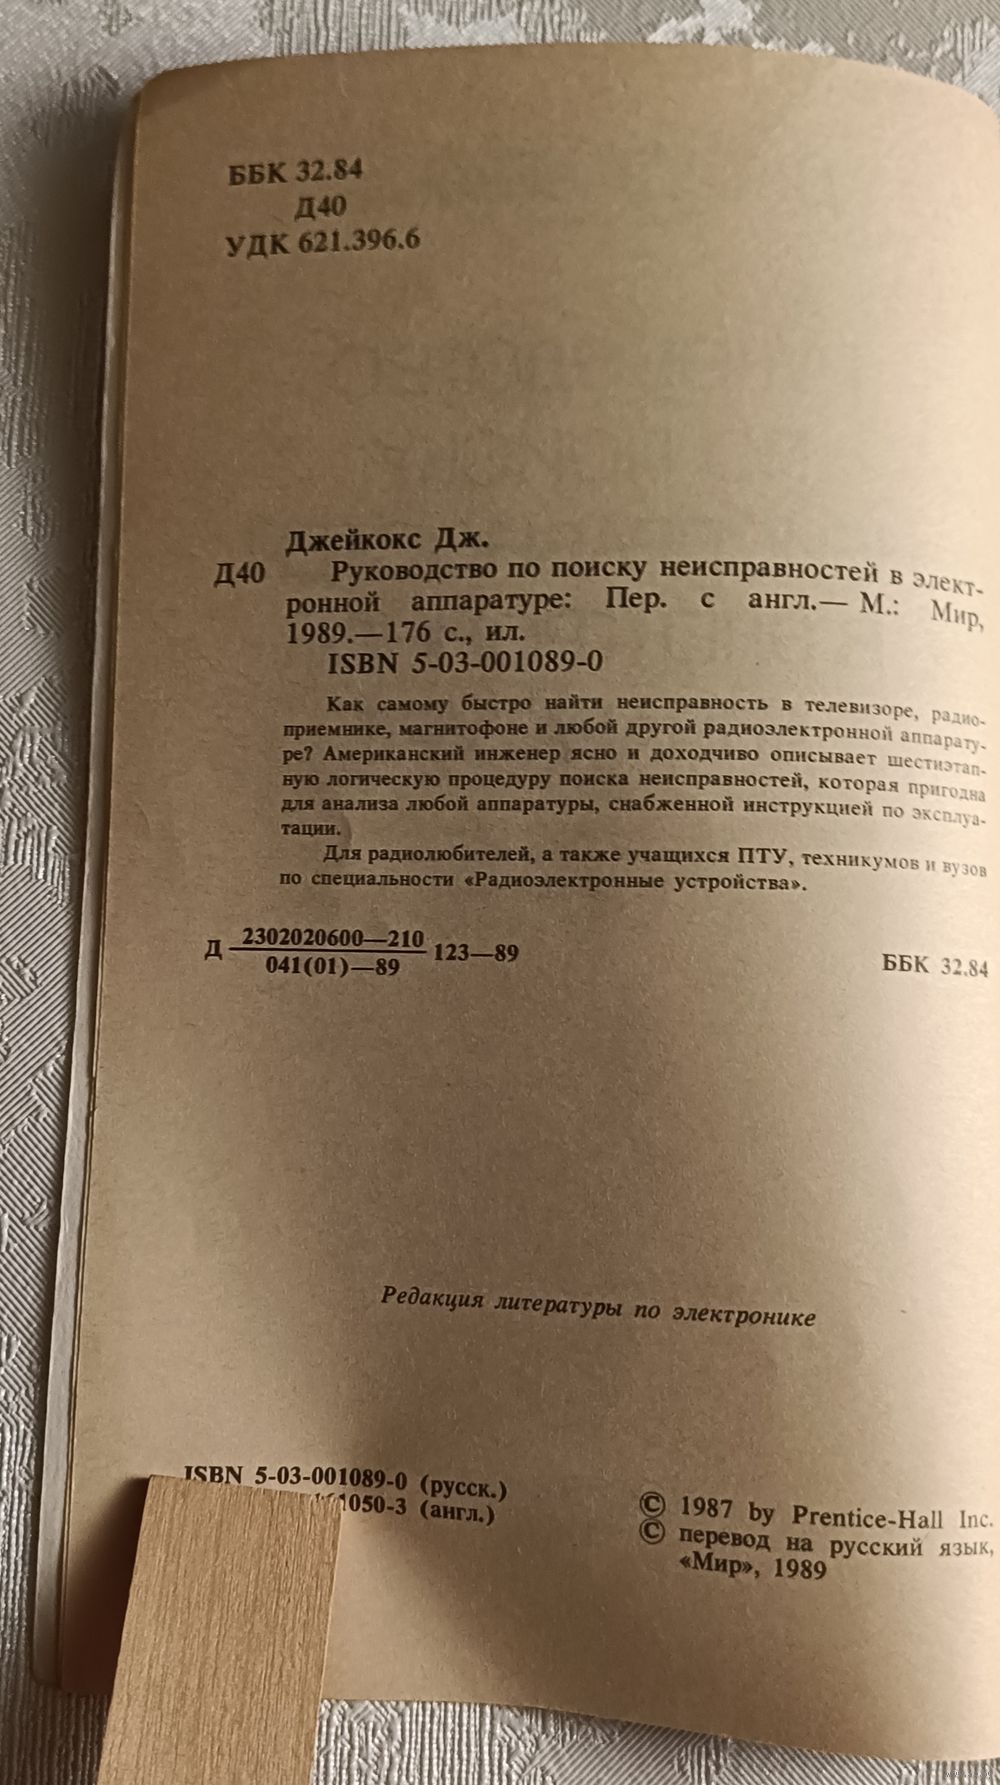 ББК 32.84
Д40
УДК 621.396.6
Джейкокс Дж.
Д40 Руководство по поиску неисправностей в элект-
ронной аппаратуре: Пер. с англ.— М.: Мир,
1989.—176 с., ил.
ISBN 5-03-001089-0
Как самому быстро найти неисправность в телевизоре, радио-
приемнике, магнитофоне и любой другой радиоэлектронной аппарату-
ре? Американский инженер ясно и доходчиво описывает шестиэтап-
ную логическую процедуру поиска неисправностей, которая пригодна
для анализа любой аппаратуры, снабженной инструкцией по эксплуа-
тации.
Для радиолюбителей, а также учащихся ПТУ, техникумов и вузов
по специальности «Радиоэлектронные устройства».
Д 2302020600—210 123—89
041(01)—89
ББК 32.84
Редакция литературы по электронике
ISBN 5-03-001089-0 (русск.)
1050-3 (англ.)
© 1987 by Prentice-Hall Inc.
© перевод на русский язык,
«Мир», 1989